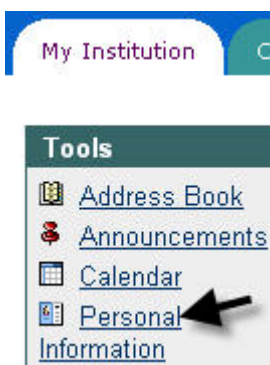 My Institution
Tools
Address Book
Announcements
Calendar
Personal
Information